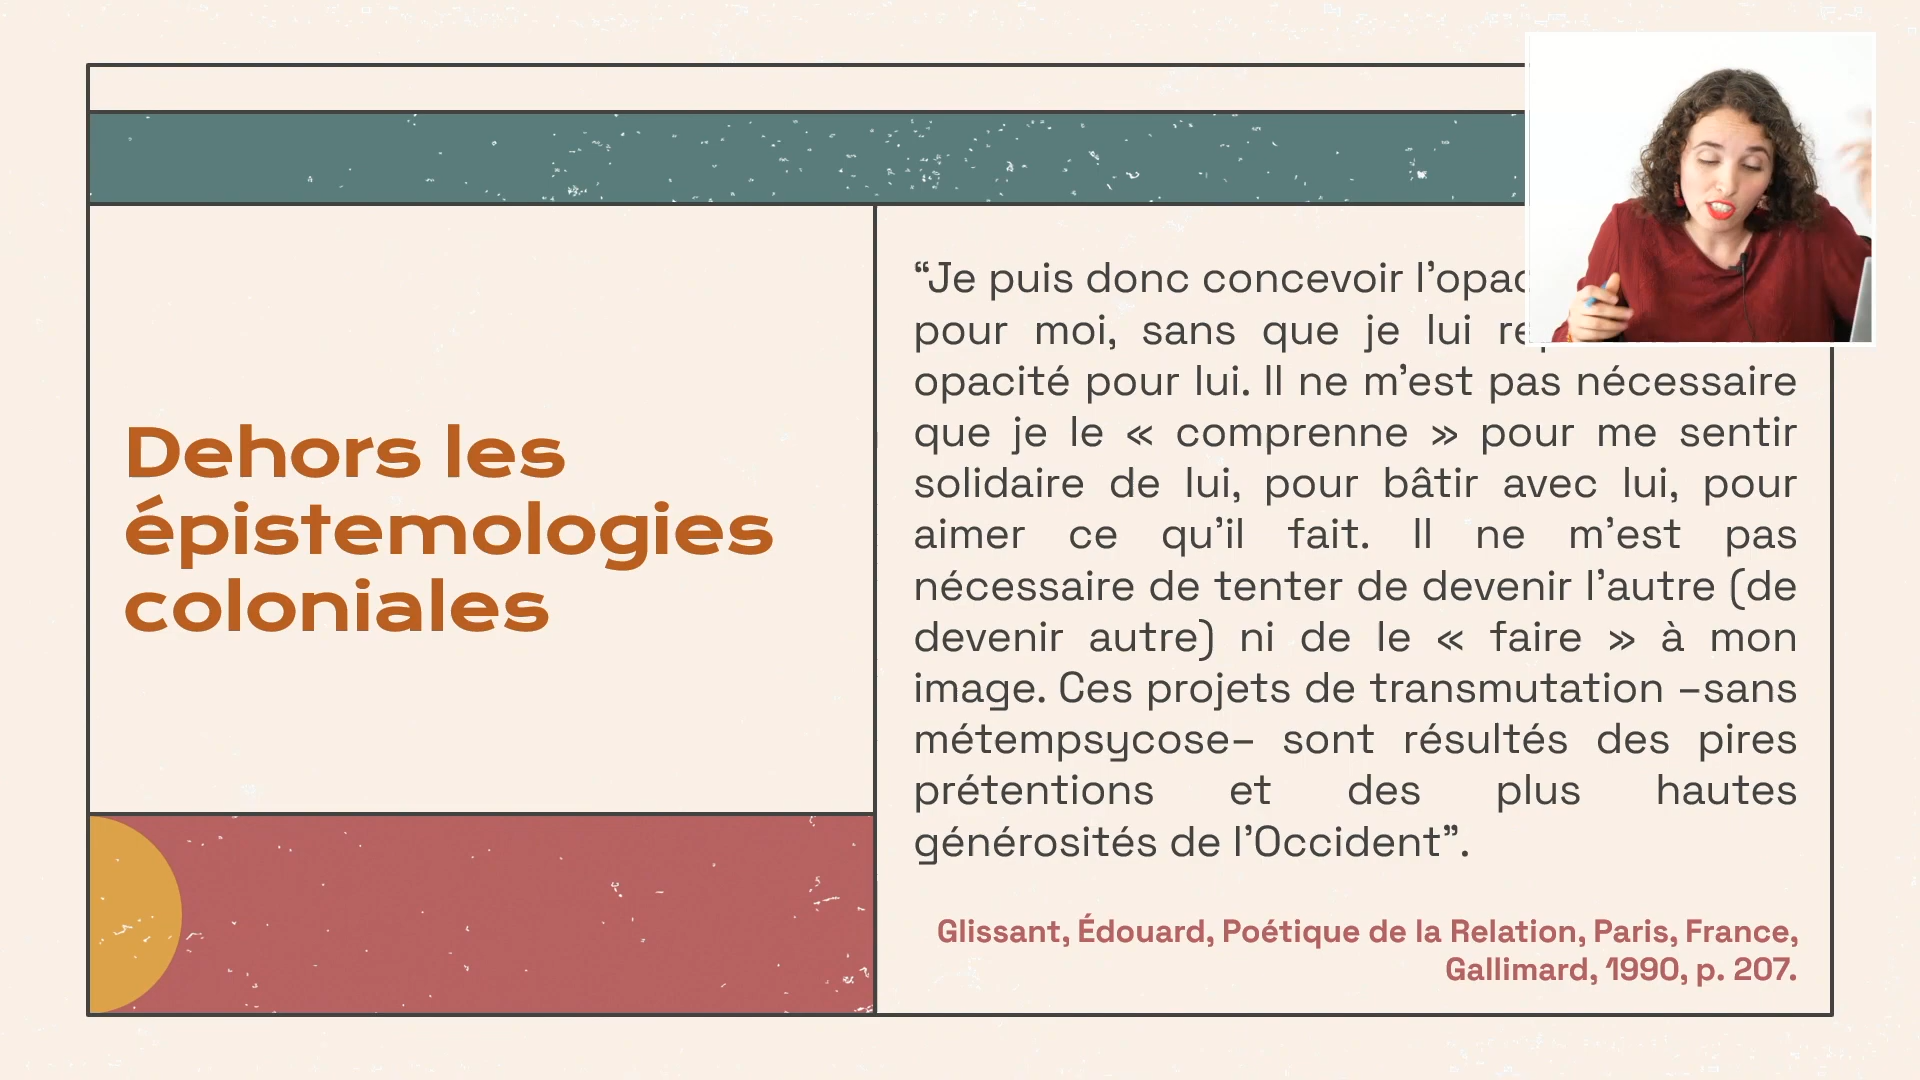 Dehors les
épistemologies
coloniales
“Je puis donc concevoir
pour moi, sans que je lui
opacité pour lui. Il ne m’est pas nécessaire
que je le « comprenne » pour me sentir
solidaire de lui, pour bâtir avec lui, pour
aimer ce qu’il fait. Il ne m’est pas
nécessaire de tenter de devenir l’autre (de
devenir autre) ni de le « faire » à mon
image. Ces projets de transmutation –sans
métempsycose– sont résultés des pires
prétentions et des plus hautes
générosités de l’Occident”.
Glissant, Édouard, Poétique de la Relation, Paris, France,
Gallimard, 1990, p. 207.